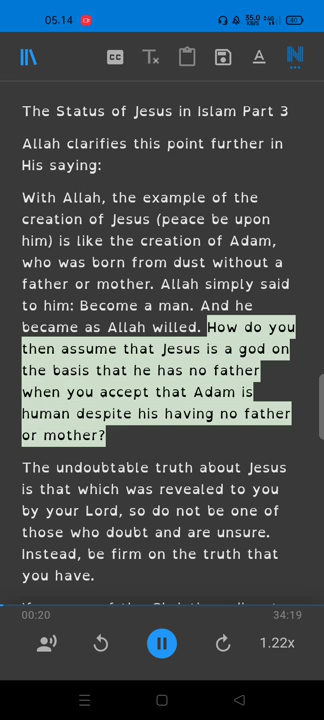 05.14
35.0 KB/S
40
CC
The Status of Jesus in Islam Part 3
Allah clarifies this point further in
His saying:
With Allah, the example of the
creation of Jesus (peace be upon
him) is like the creation of Adam,
who was born from dust without a
father or mother. Allah simply said
to him: Become a man. And he
became as Allah willed. How do you
then assume that Jesus is a god on
the basis that he has no father
when you accept that Adam is
human despite his having no father
or mother?
The undoubtable truth about Jesus
is that which was revealed to you
by your Lord, so do not be one of
those who doubt and are unsure.
Instead, be firm on the truth that
you have.
00:20
34:19
1.22x